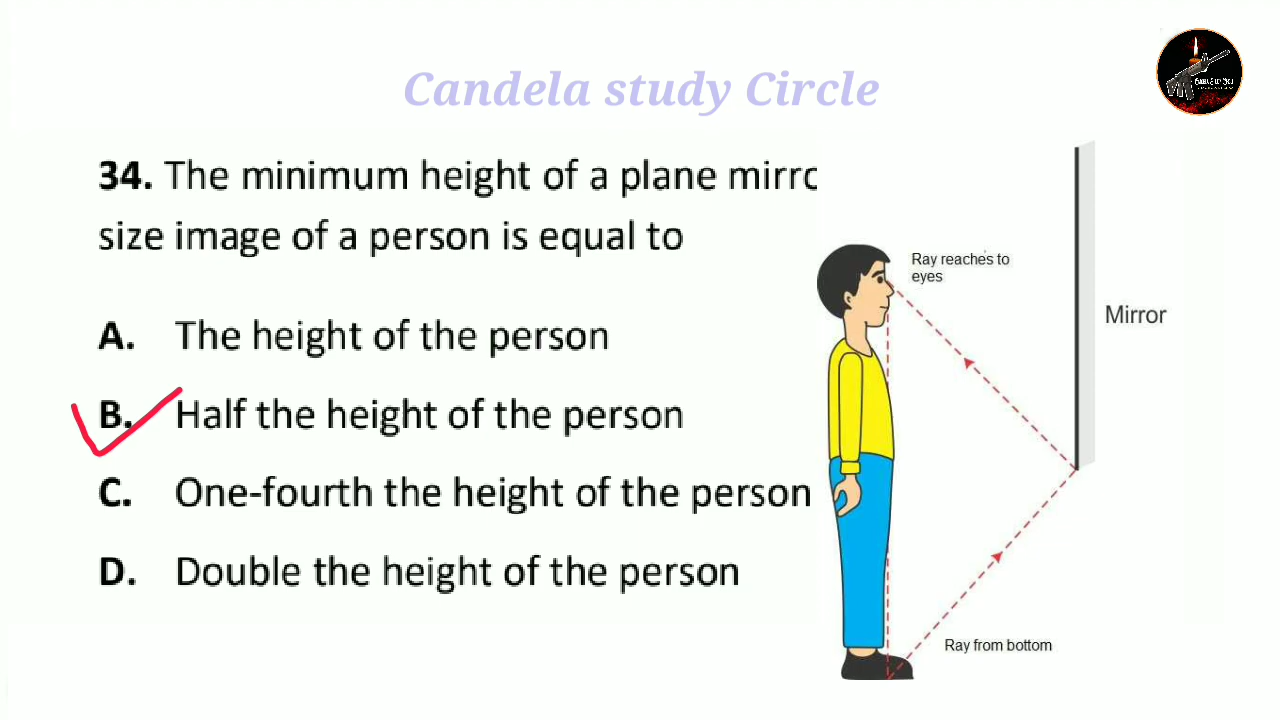 Candela study Circle
34. The minimum height of a plane mirro
size image of a person is equal to
A. The height of the person
B. Half the height of the person
C. One-fourth the height of the person
D. Double the height of the person
Ray reaches to
eyes
Mirror
Ray from bottom